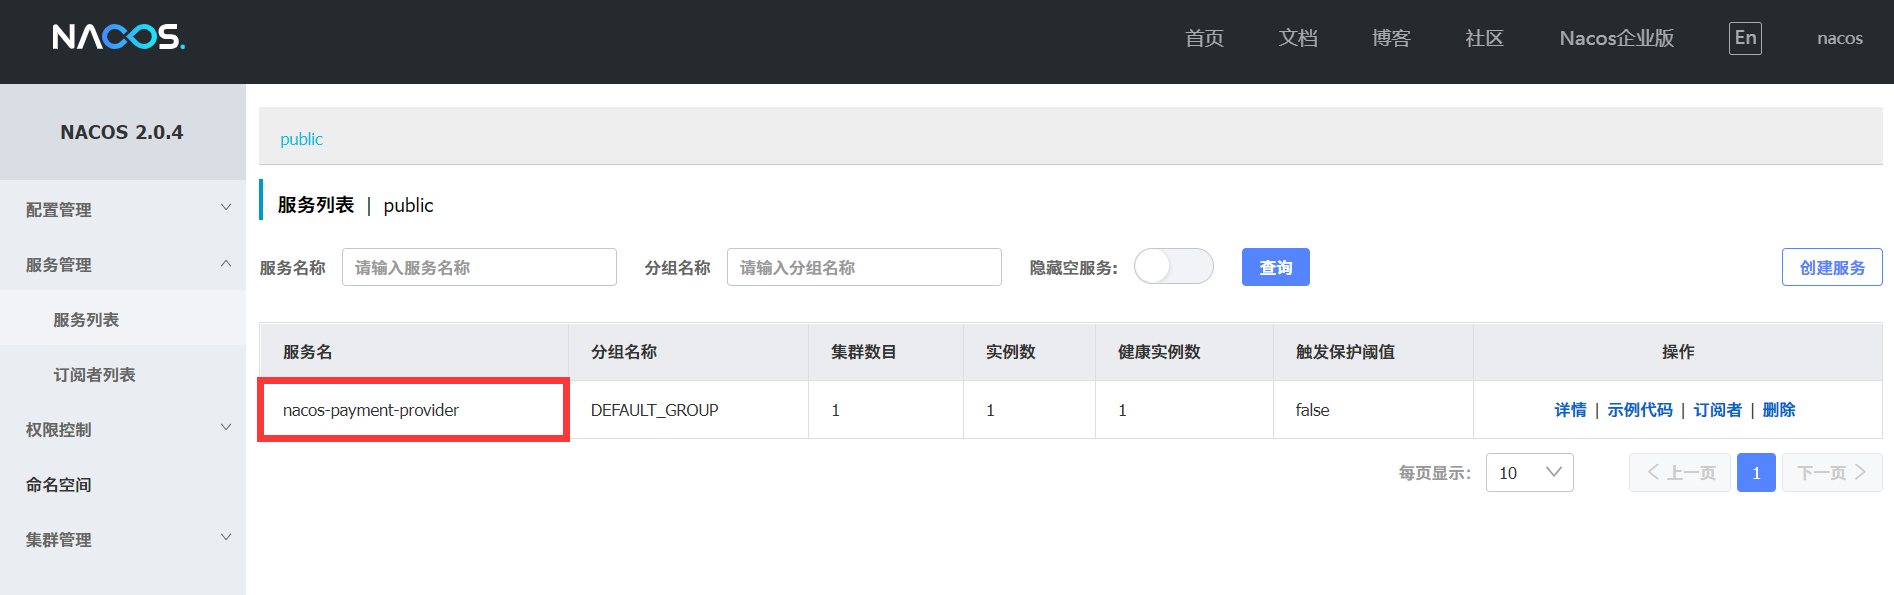 NACOS. 首页 文档 博客 社区 Nacos企业版 En nacos
NACOS 2.0.4
配置管理
服务管理
服务列表
订阅者列表
权限控制
命名空间
集群管理
public
服务列表 | public
服务名称 请输入服务名称 分组名称 请输入分组名称 隐藏空服务: 查询 创建服务
服务名 分组名称 集群数目 实例数 健康实例数 触发保护阈值 操作
nacos-payment-provider DEFAULT_GROUP 1 1 1 false 详情 | 示例代码 | 订阅者 | 删除
每页显示: 10 上一页 1 下一页